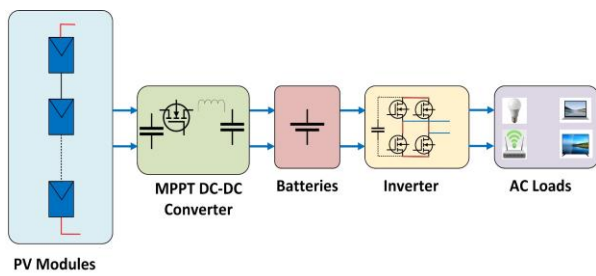 MPPT DC-DC
Converter
Batteries
Inverter
AC Loads
PV Modules